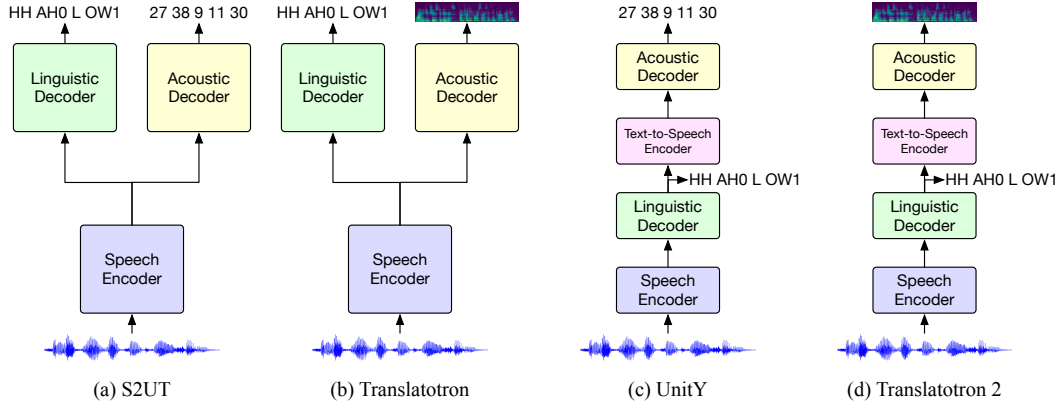 HH AH0 L OW1
27 38 9 11 30
Linguistic
Decoder
Acoustic
Decoder
Speech
Encoder
(a) S2UT
HH AH0 L OW1
Linguistic
Decoder
Acoustic
Decoder
Speech
Encoder
(b) Translatotron
27 38 9 11 30
Acoustic
Decoder
Text-to-Speech
Encoder
HH AH0 L OW1
Linguistic
Decoder
Speech
Encoder
(c) UnitY
Acoustic
Decoder
Text-to-Speech
Encoder
HH AH0 L OW1
Linguistic
Decoder
Speech
Encoder
(d) Translatotron 2